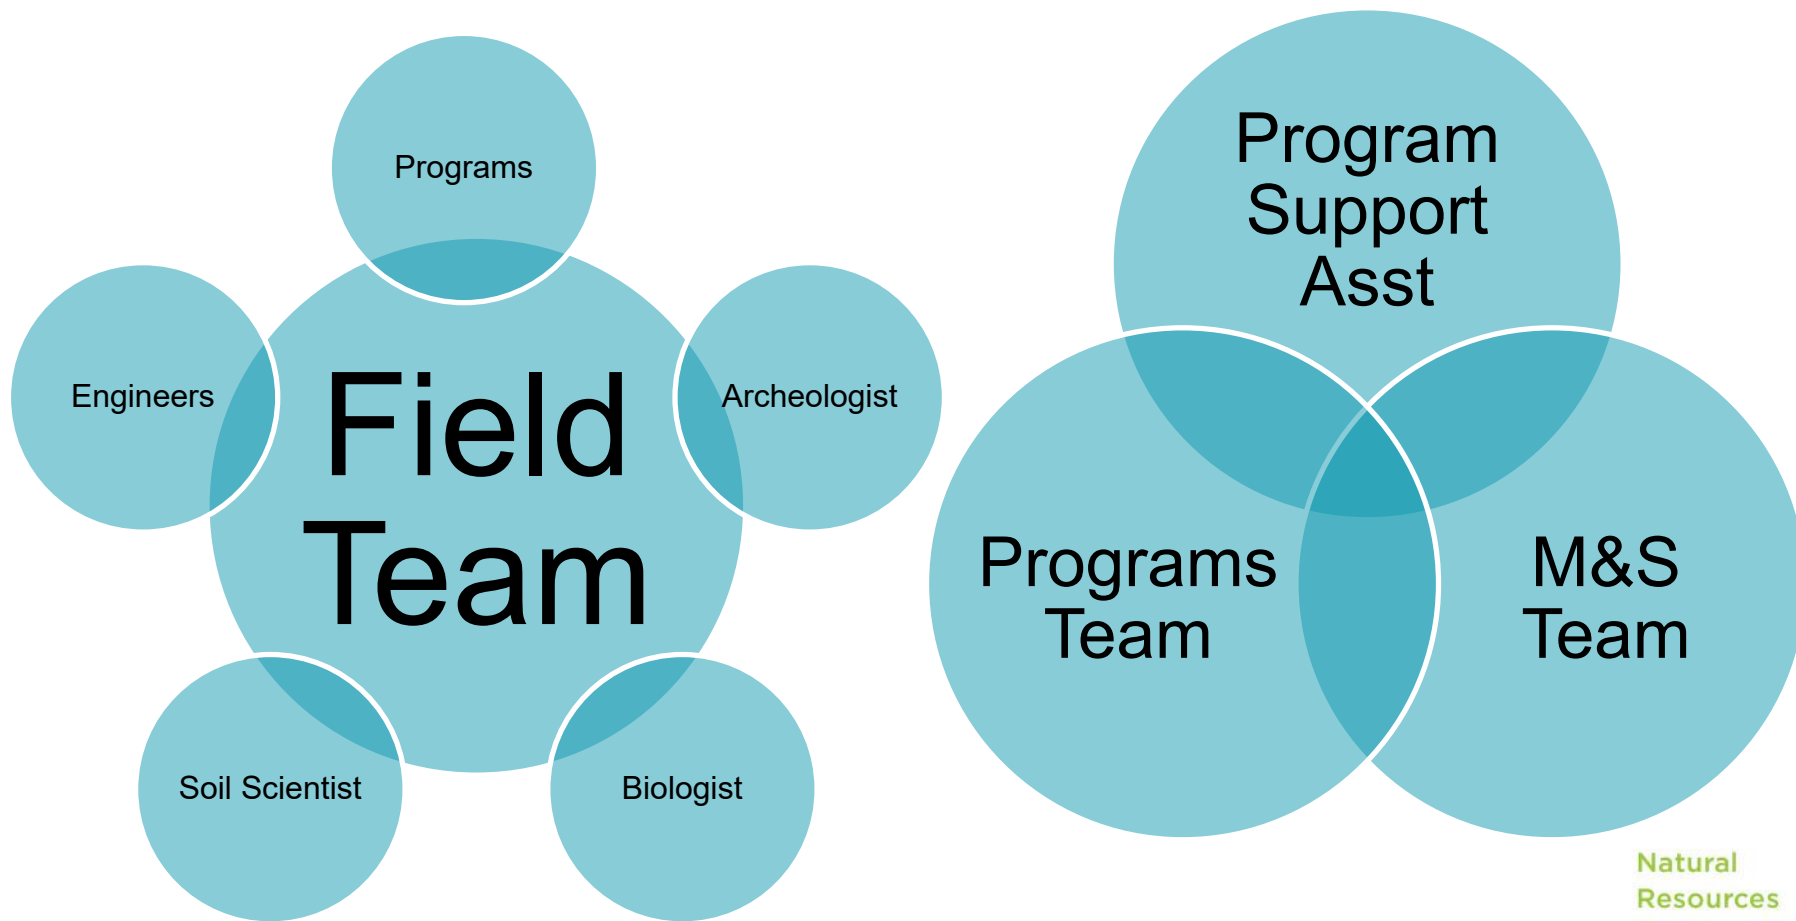 Programs
Engineers
Archeologist
Field
Team
Soil Scientist
Biologist
Program
Support
Asst
Programs
Team
M&S
Team
Natural
Resources